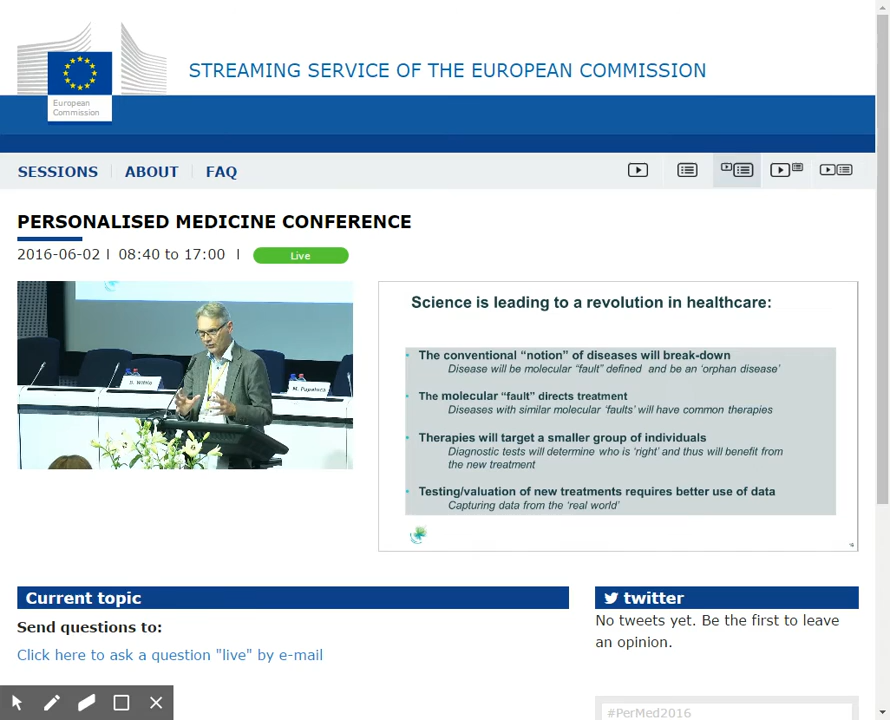 European
Commission
STREAMING SERVICE OF THE EUROPEAN COMMISSION
SESSIONS
ABOUT
FAQ
PERSONALISED MEDICINE CONFERENCE
2016-06-02 | 08:40 to 17:00 | Live
S. Wiklo
M. Papaluca
Science is leading to a revolution in healthcare:
• The conventional “notion” of diseases will break-down
Disease will be molecular “fault” defined and be an ‘orphan disease’
• The molecular “fault” directs treatment
Diseases with similar molecular ‘faults’ will have common therapies
• Therapies will target a smaller group of individuals
Diagnostic tests will determine who is ‘right’ and thus will benefit from
the new treatment
• Testing/valuation of new treatments requires better use of data
Capturing data from the ‘real world’
Current topic
Send questions to:
Click here to ask a question "live" by e-mail
twitter
No tweets yet. Be the first to leave
an opinion.
#PerMed2016